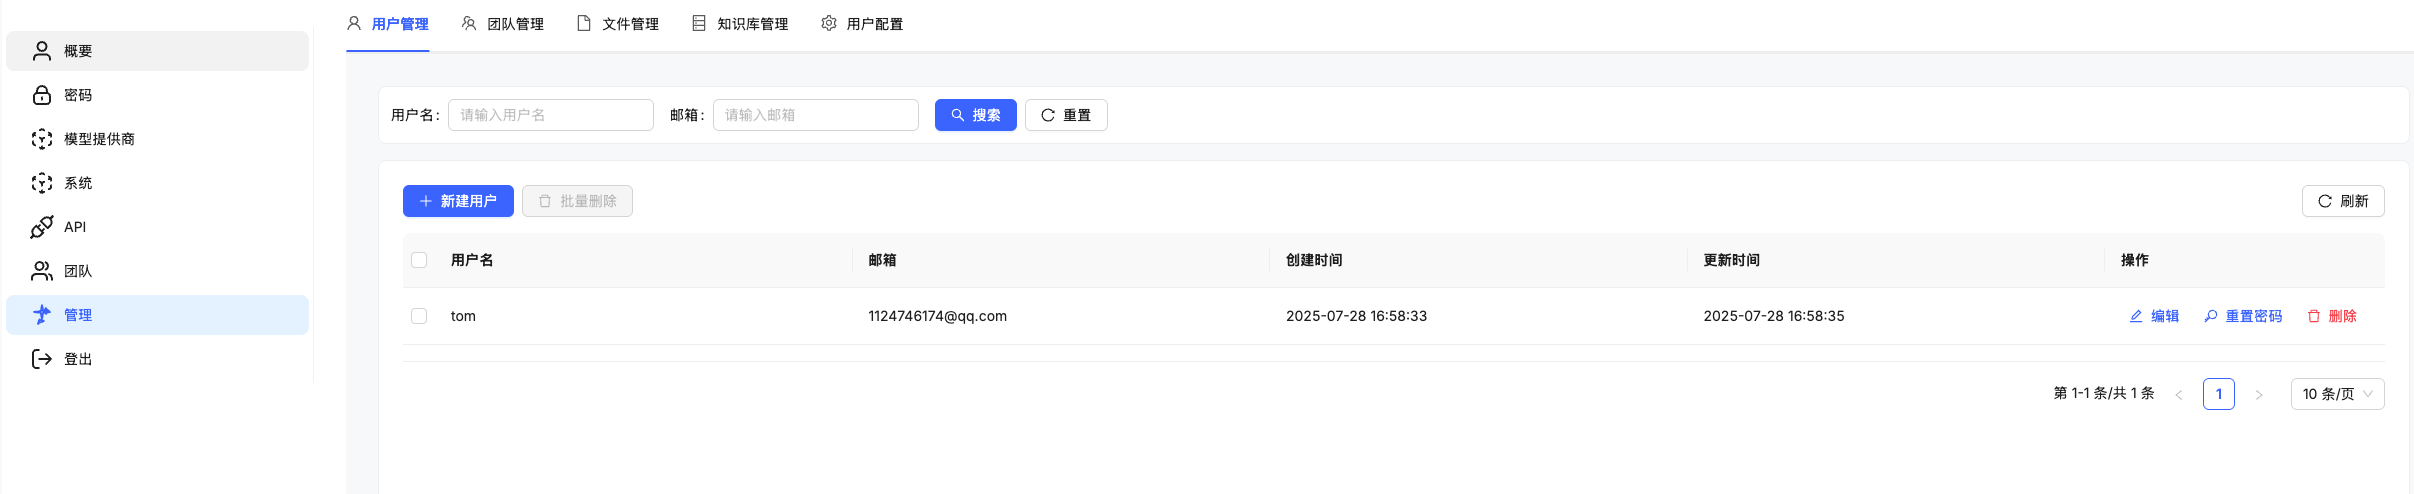 概要
密码
模型提供商
系统
API
团队
管理
登出
用户管理 团队管理 文件管理 知识库管理 用户配置
用户名: 请输入用户名 邮箱: 请输入邮箱 搜索 重置
新建用户 批量删除 刷新
用户名 邮箱 创建时间 更新时间 操作
tom 1124746174@qq.com 2025-07-28 16:58:33 2025-07-28 16:58:35 编辑 重置密码 删除
第 1-1 条/共 1 条 < 1 > 10 条/页